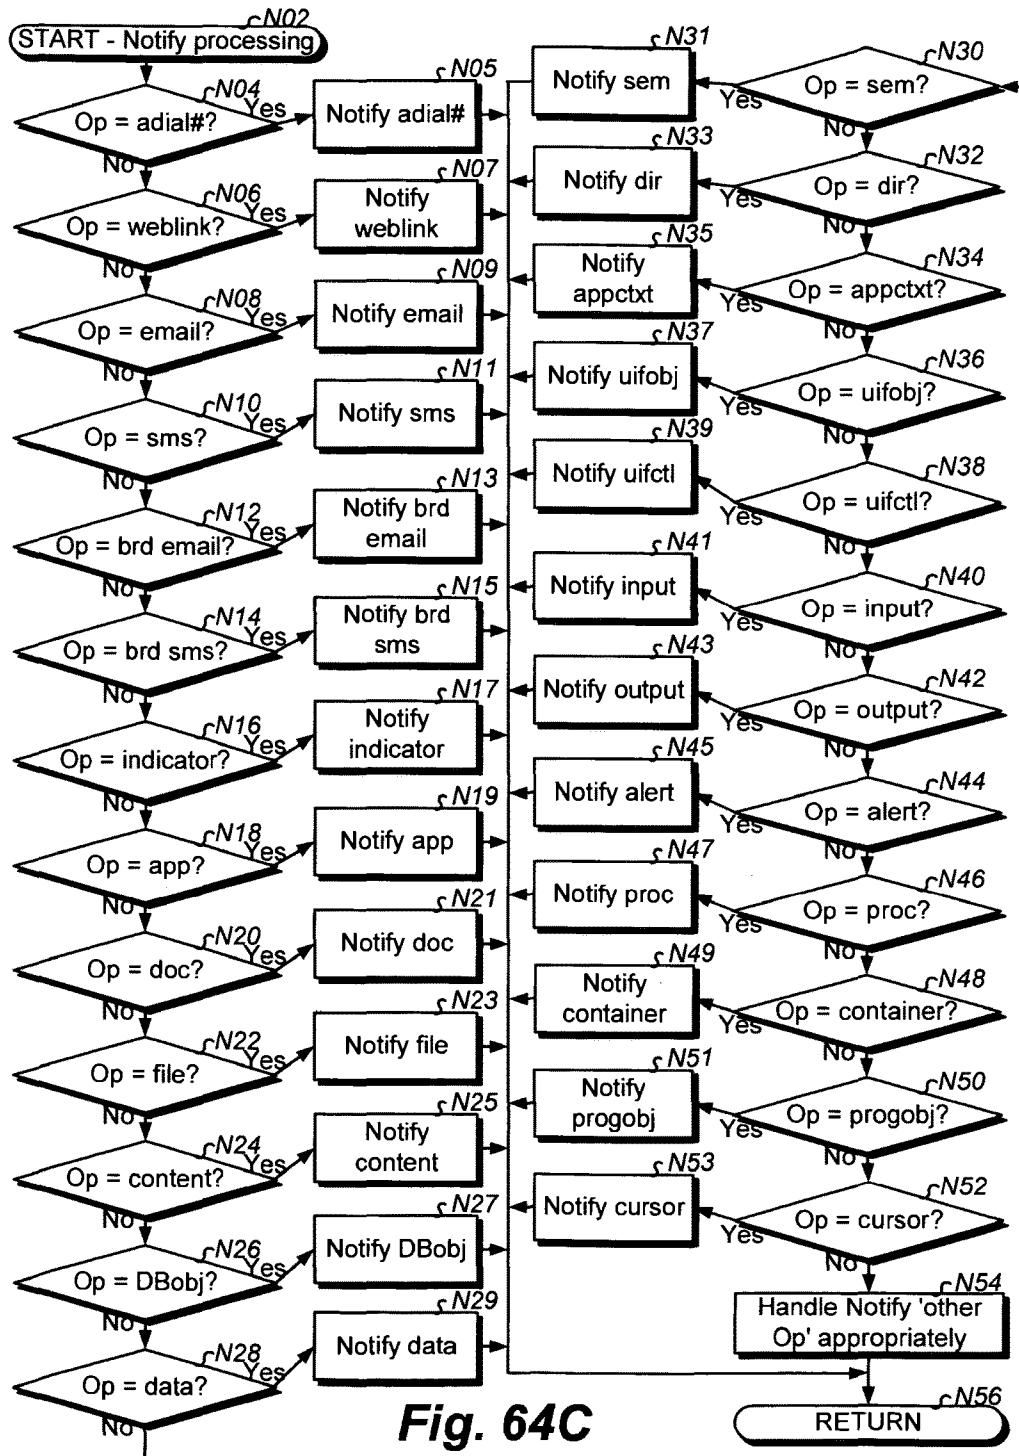 N02
START - Notify processing
N04
Op = adial#?
Yes
No
N05
Notify adial#
N06
Op = weblink?
Yes
No
N07
Notify
weblink
N08
Op = email?
Yes
No
N09
Notify email
N10
Op = sms?
Yes
No
N11
Notify sms
N12
Op = brd email?
Yes
No
N13
Notify brd
email
N14
Op = brd sms?
Yes
No
N15
Notify brd
sms
N16
Op = indicator?
Yes
No
N17
Notify
indicator
N18
Op = app?
Yes
No
N19
Notify app
N20
Op = doc?
Yes
No
N21
Notify doc
N22
Op = file?
Yes
No
N23
Notify file
N24
Op = content?
Yes
No
N25
Notify
content
N26
Op = DBobj?
Yes
No
N27
Notify DBobj
N28
Op = data?
Yes
No
N29
Notify data
N30
Op = sem?
Yes
No
N31
Notify sem
N32
Op = dir?
Yes
No
N33
Notify dir
N34
Op = appctxt?
Yes
No
N35
Notify
appctxt
N36
Op = uifobj?
Yes
No
N37
Notify uifobj
N38
Op = uifctl?
Yes
No
N39
Notify uifctl
N40
Op = input?
Yes
No
N41
Notify input
N42
Op = output?
Yes
No
N43
Notify output
N44
Op = alert?
Yes
No
N45
Notify alert
N46
Op = proc?
Yes
No
N47
Notify proc
N48
Op = container?
Yes
No
N49
Notify
container
N50
Op = progobj?
Yes
No
N51
Notify
progobj
N52
Op = cursor?
Yes
No
N53
Notify cursor
N54
Handle Notify 'other
Op' appropriately
N56
RETURN
Fig. 64C